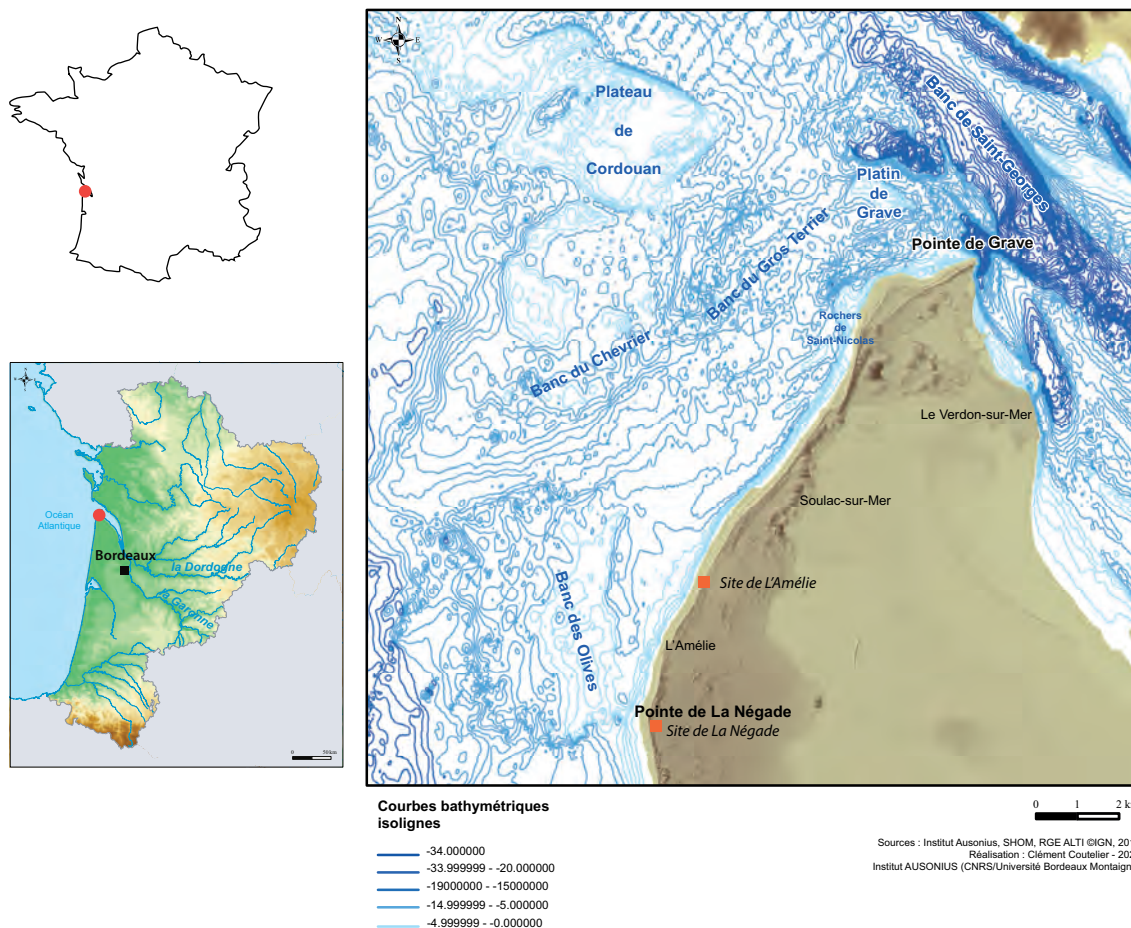 N
W
E
S
Plateau
de
Cordouan
Banc de Saint-Georges
Platin
de
Grave
Pointe de Grave
Banc du Gros Terrier
Rochers
de
Saint-Nicolas
Banc du Chevrier
Le Verdon-sur-Mer
Soulac-sur-Mer
Site de L'Amélie
Banc des Olives
L'Amélie
Pointe de La Négade
Site de La Négade
Océan
Atlantique
Bordeaux
la Dordogne
la Garonne
0 50km
Courbes bathymétriques
isolignes
-34.000000
-33.999999 - -20.000000
-19000000 - -15000000
-14.999999 - -5.000000
-4.999999 - -0.000000
0 1 2 k
Sources : Institut Ausonius, SHOM, RGE ALTI ©IGN, 201
Réalisation : Clément Coutelier - 202
Institut AUSONIUS (CNRS/Université Bordeaux Montaign